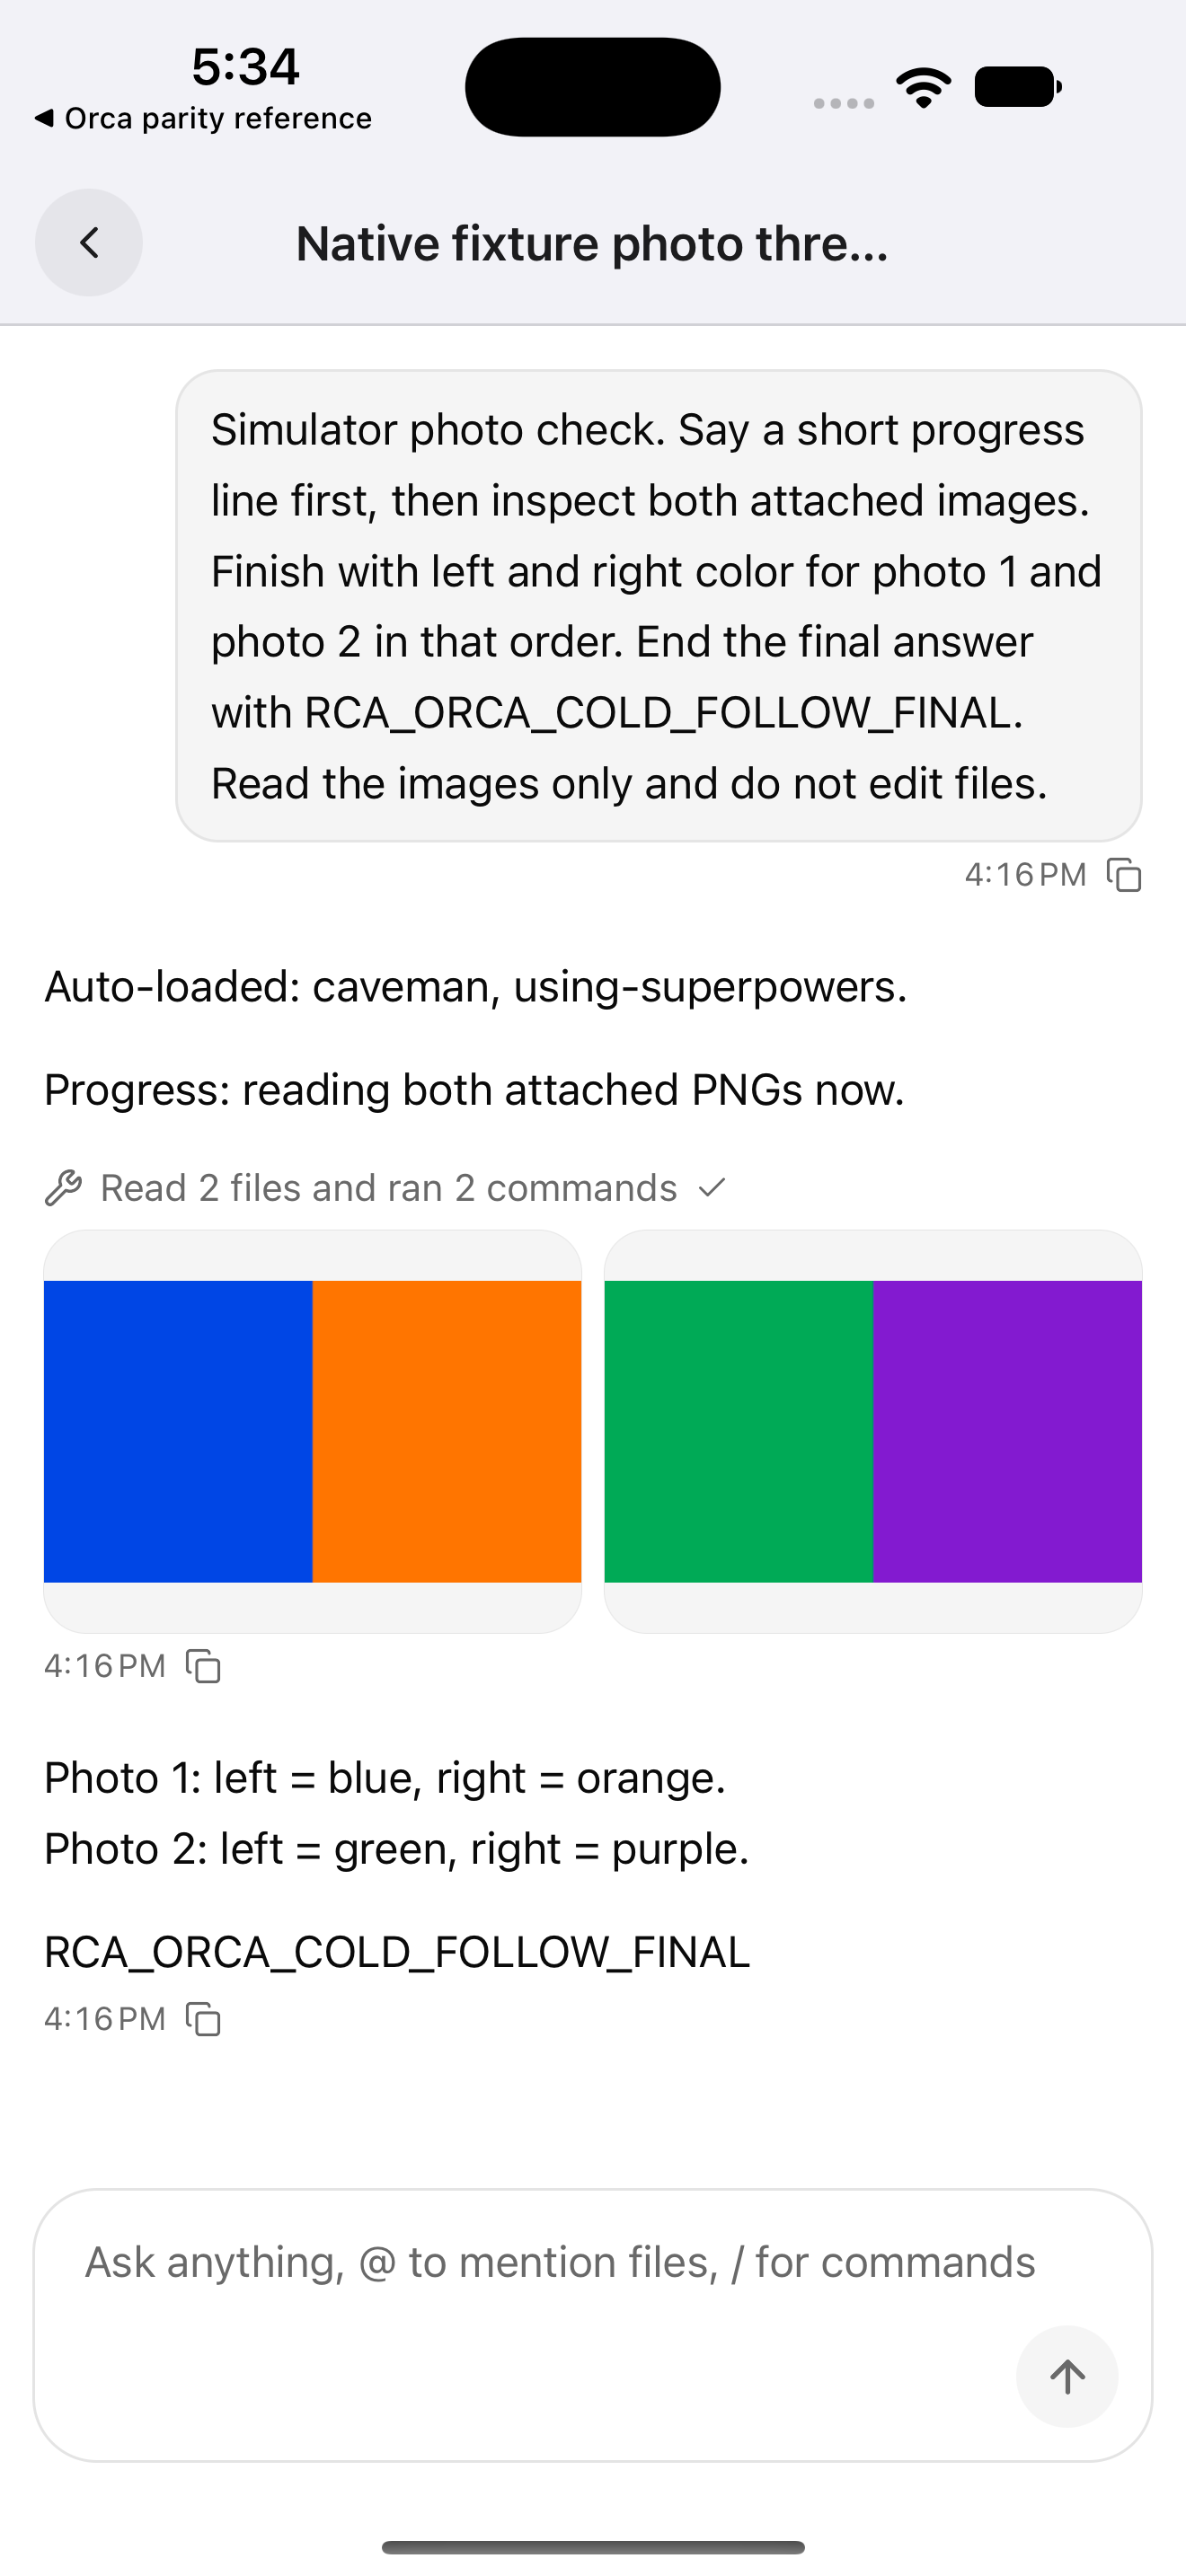 5:34
Orca parity reference
Native fixture photo thre...
Simulator photo check. Say a short progress
line first, then inspect both attached images.
Finish with left and right color for photo 1 and
photo 2 in that order. End the final answer
with RCA_ORCA_COLD_FOLLOW_FINAL.
Read the images only and do not edit files.
4:16 PM
Auto-loaded: caveman, using-superpowers.
Progress: reading both attached PNGs now.
Read 2 files and ran 2 commands
4:16 PM
Photo 1: left = blue, right = orange.
Photo 2: left = green, right = purple.
RCA_ORCA_COLD_FOLLOW_FINAL
4:16 PM
Ask anything, @ to mention files, / for commands